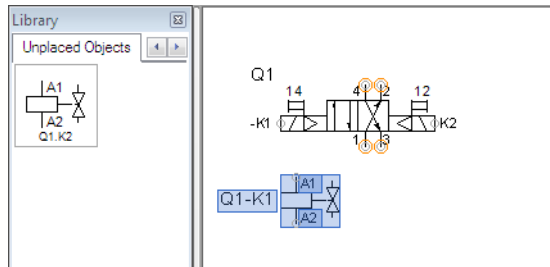 Library
Unplaced Objects
A1
A2
Q1.K2
Q1
14
4
2
12
-K1
K2
1
3
Q1-K1
A1
A2